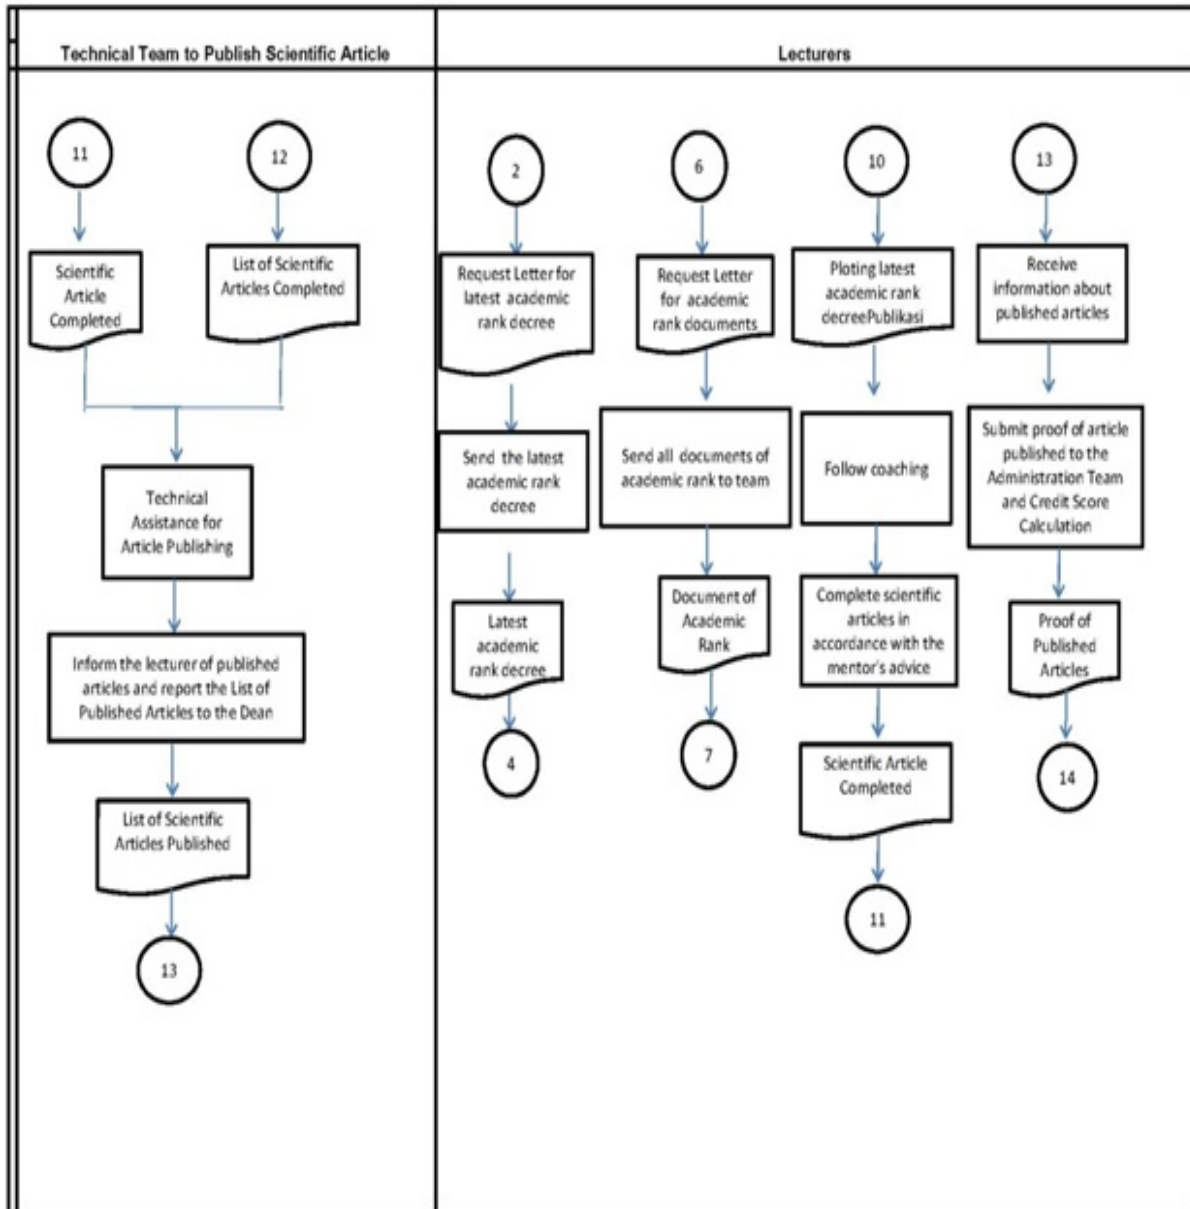 Technical Team to Publish Scientific Article
Lecturers
11
Scientific
Article
Completed
12
List of Scientific
Articles Completed
Technical
Assistance for
Article Publishing
Inform the lecturer of published
articles and report the List of
Published Articles to the Dean
List of Scientific
Articles Published
13
2
Request Letter for
latest academic
rank decree
Send the latest
academic rank
decree
Latest
academic
rank decree
4
6
Request Letter
for academic
rank documents
Send all documents of
academic rank to team
Document of
Academic
Rank
7
10
Ploting latest
academic rank
decreePublikasi
Follow coaching
Complete scientific
articles in
accordance with the
mentor's advice
Scientific Article
Completed
11
13
Receive
information about
published articles
Submit proof of article
published to the
Administration Team
and Credit Score
Calculation
Proof of
Published
Articles
14